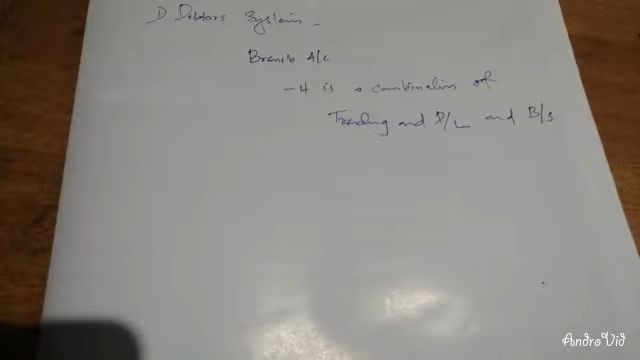 D Debtors System.
Branch A/c
- It is a combination of
Trading and P/L and B/S
AndroVid